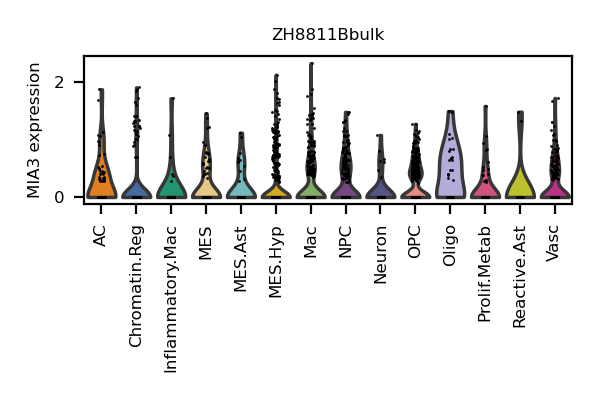 ZH8811Bbulk
MIA3 expression
2
0
AC
Chromatin.Reg
Inflammatory.Mac
MES
MES.Ast
MES.Hyp
Mac
NPC
Neuron
OPC
Oligo
Prolif.Metab
Reactive.Ast
Vasc